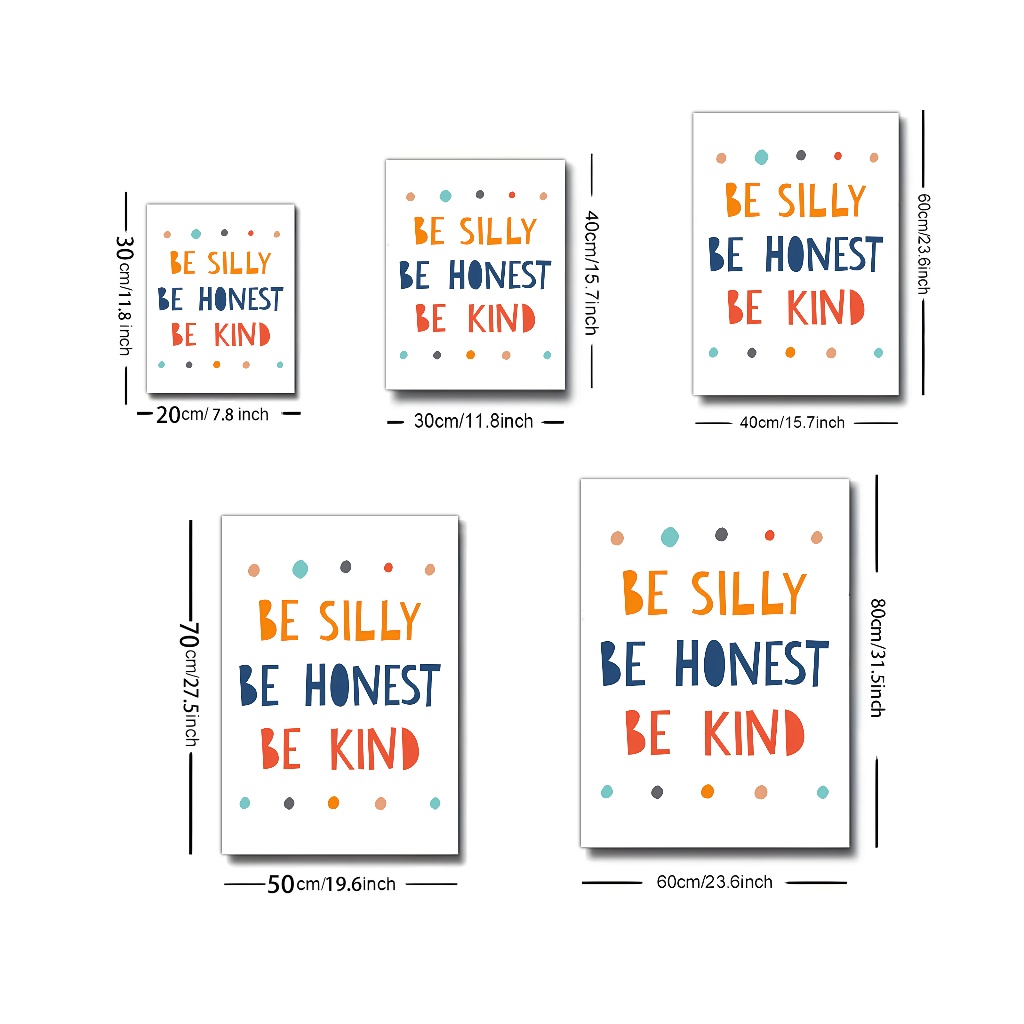 BE SILLY
BE HONEST
BE KIND
30cm/11.8 inch
20cm/ 7.8 inch
BE SILLY
BE HONEST
BE KIND
40cm/15.7inch
30cm/11.8inch
BE SILLY
BE HONEST
BE KIND
60cm/23.6inch
40cm/15.7inch
BE SILLY
BE HONEST
BE KIND
70cm/27.5inch
50cm/19.6inch
BE SILLY
BE HONEST
BE KIND
80cm/31.5inch
60cm/23.6inch